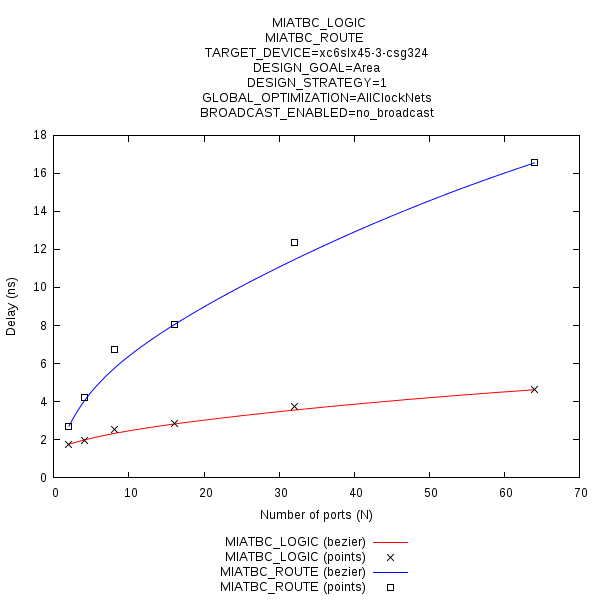 MIATBC_LOGIC
MIATBC_ROUTE
TARGET_DEVICE=xc6slx45-3-csg324
DESIGN_GOAL=Area
DESIGN_STRATEGY=1
GLOBAL_OPTIMIZATION=AllClockNets
BROADCAST_ENABLED=no_broadcast
18
16
14
12
10
8
6
4
2
0
Delay (ns)
0 10 20 30 40 50 60 70
Number of ports (N)
MIATBC_LOGIC (bezier)
MIATBC_LOGIC (points)
MIATBC_ROUTE (bezier)
MIATBC_ROUTE (points)